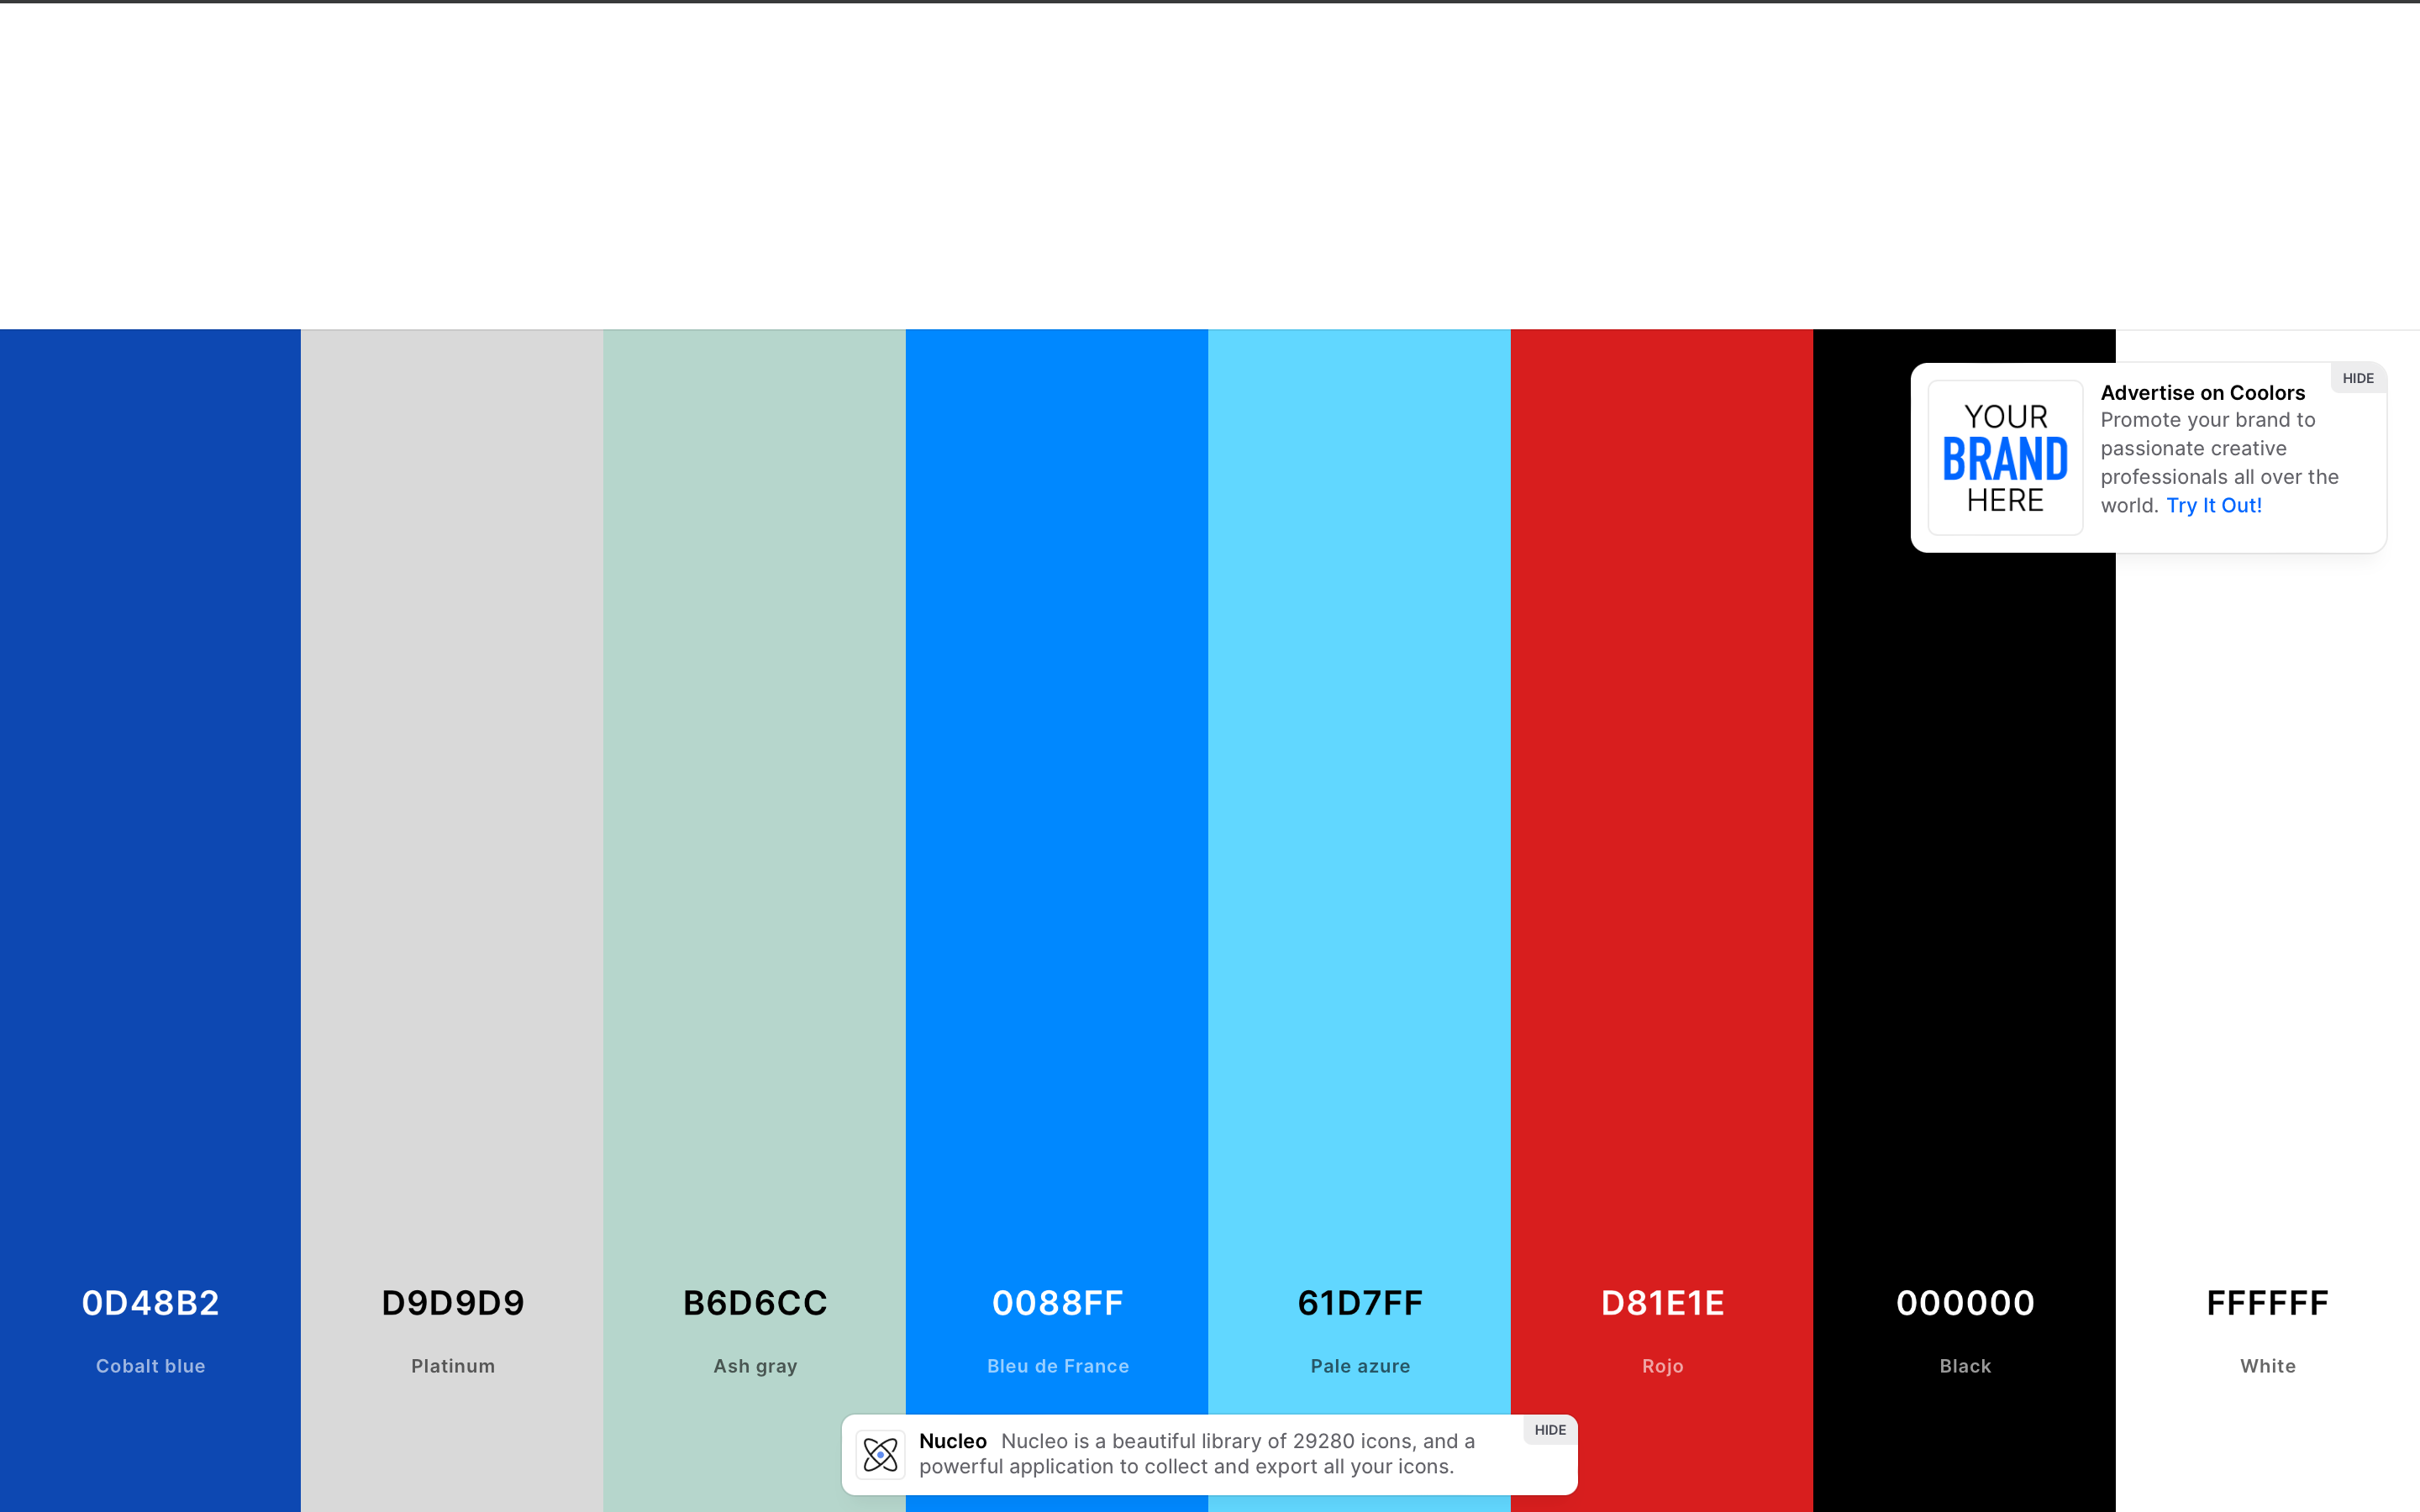 YOUR
BRAND
HERE
Advertise on Coolors
HIDE
Promote your brand to
passionate creative
professionals all over the
world. Try It Out!
0D48B2
D9D9D9
B6D6CC
0088FF
61D7FF
D81E1E
000000
FFFFFF
Cobalt blue
Platinum
Ash gray
Bleu de France
Pale azure
Rojo
Black
White
Nucleo Nucleo is a beautiful library of 29280 icons, and a
powerful application to collect and export all your icons.
HIDE